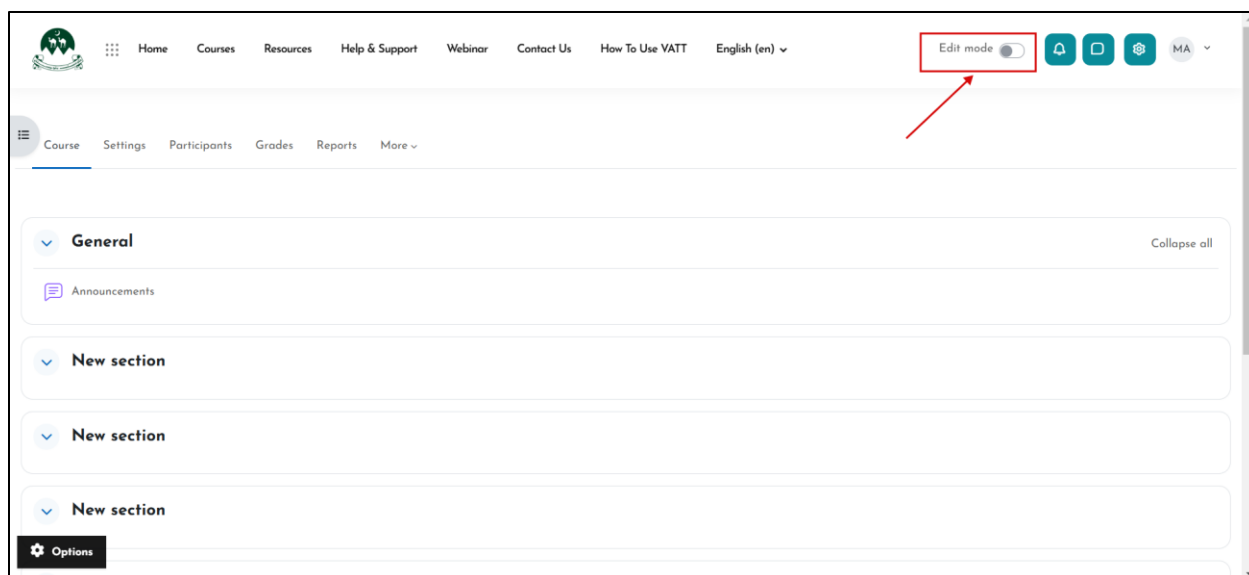 Home Courses Resources Help & Support Webinar Contact Us How To Use VATT English (en) Edit mode MA
Course Settings Participants Grades Reports More
General Collapse all
Announcements
New section
New section
New section
Options